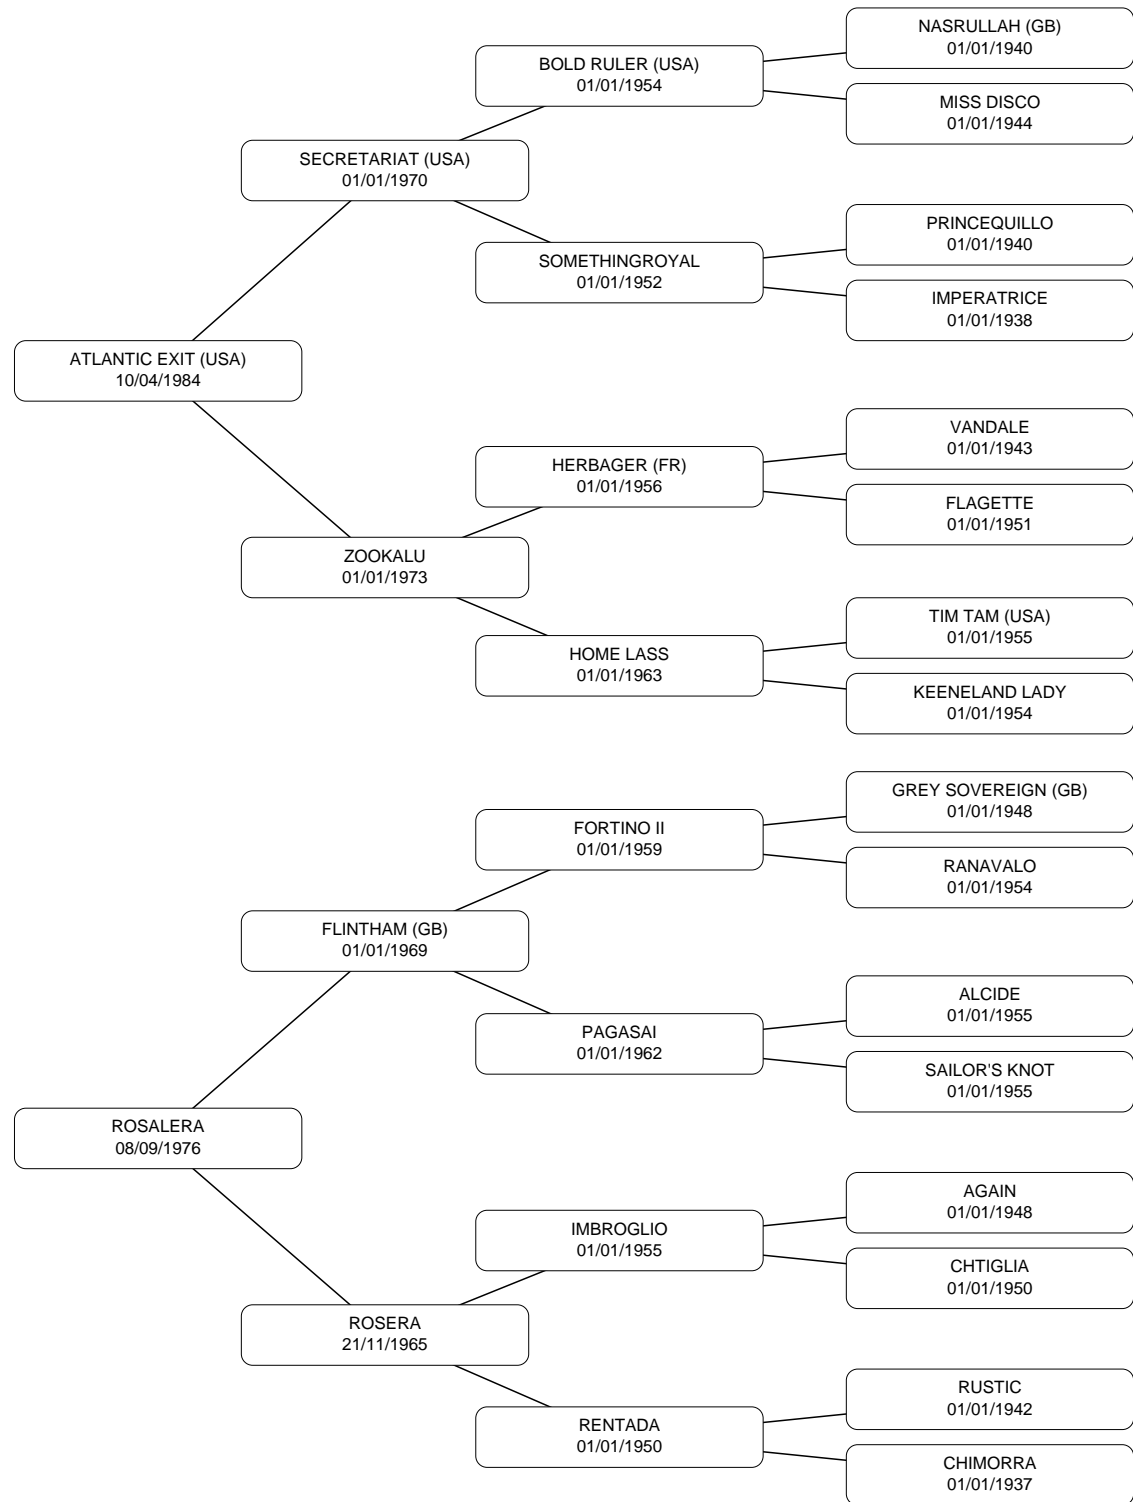 NASRULLAH (GB)
01/01/1940
BOLD RULER (USA)
01/01/1954
MISS DISCO
01/01/1944
SECRETARIAT (USA)
01/01/1970
PRINCEQUILLO
01/01/1940
SOMETHINGROYAL
01/01/1952
IMPERATRICE
01/01/1938
ATLANTIC EXIT (USA)
10/04/1984
VANDALE
01/01/1943
HERBAGER (FR)
01/01/1956
FLAGETTE
01/01/1951
ZOOKALU
01/01/1973
TIM TAM (USA)
01/01/1955
HOME LASS
01/01/1963
KEENELAND LADY
01/01/1954
GREY SOVEREIGN (GB)
01/01/1948
FORTINO II
01/01/1959
RANAVALO
01/01/1954
FLINTHAM (GB)
01/01/1969
ALCIDE
01/01/1955
PAGASAI
01/01/1962
SAILOR'S KNOT
01/01/1955
ROSALERA
08/09/1976
AGAIN
01/01/1948
IMBROGLIO
01/01/1955
CHTIGLIA
01/01/1950
ROSERA
21/11/1965
RUSTIC
01/01/1942
RENTADA
01/01/1950
CHIMORRA
01/01/1937